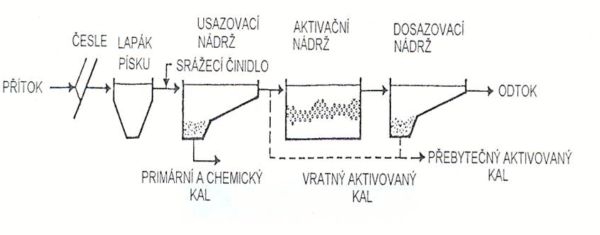 PŘÍTOK
ČESLE
LAPÁK
PÍSKU
SRÁŽECÍ ČINIDLO
USAZOVACÍ
NÁDRŽ
AKTIVAČNÍ
NÁDRŽ
DOSAZOVACÍ
NÁDRŽ
ODTOK
PRIMÁRNÍ A CHEMICKÝ
KAL
VRATNÝ AKTIVOVANÝ
KAL
PŘEBYTEČNÝ AKTIVOVANÝ
KAL